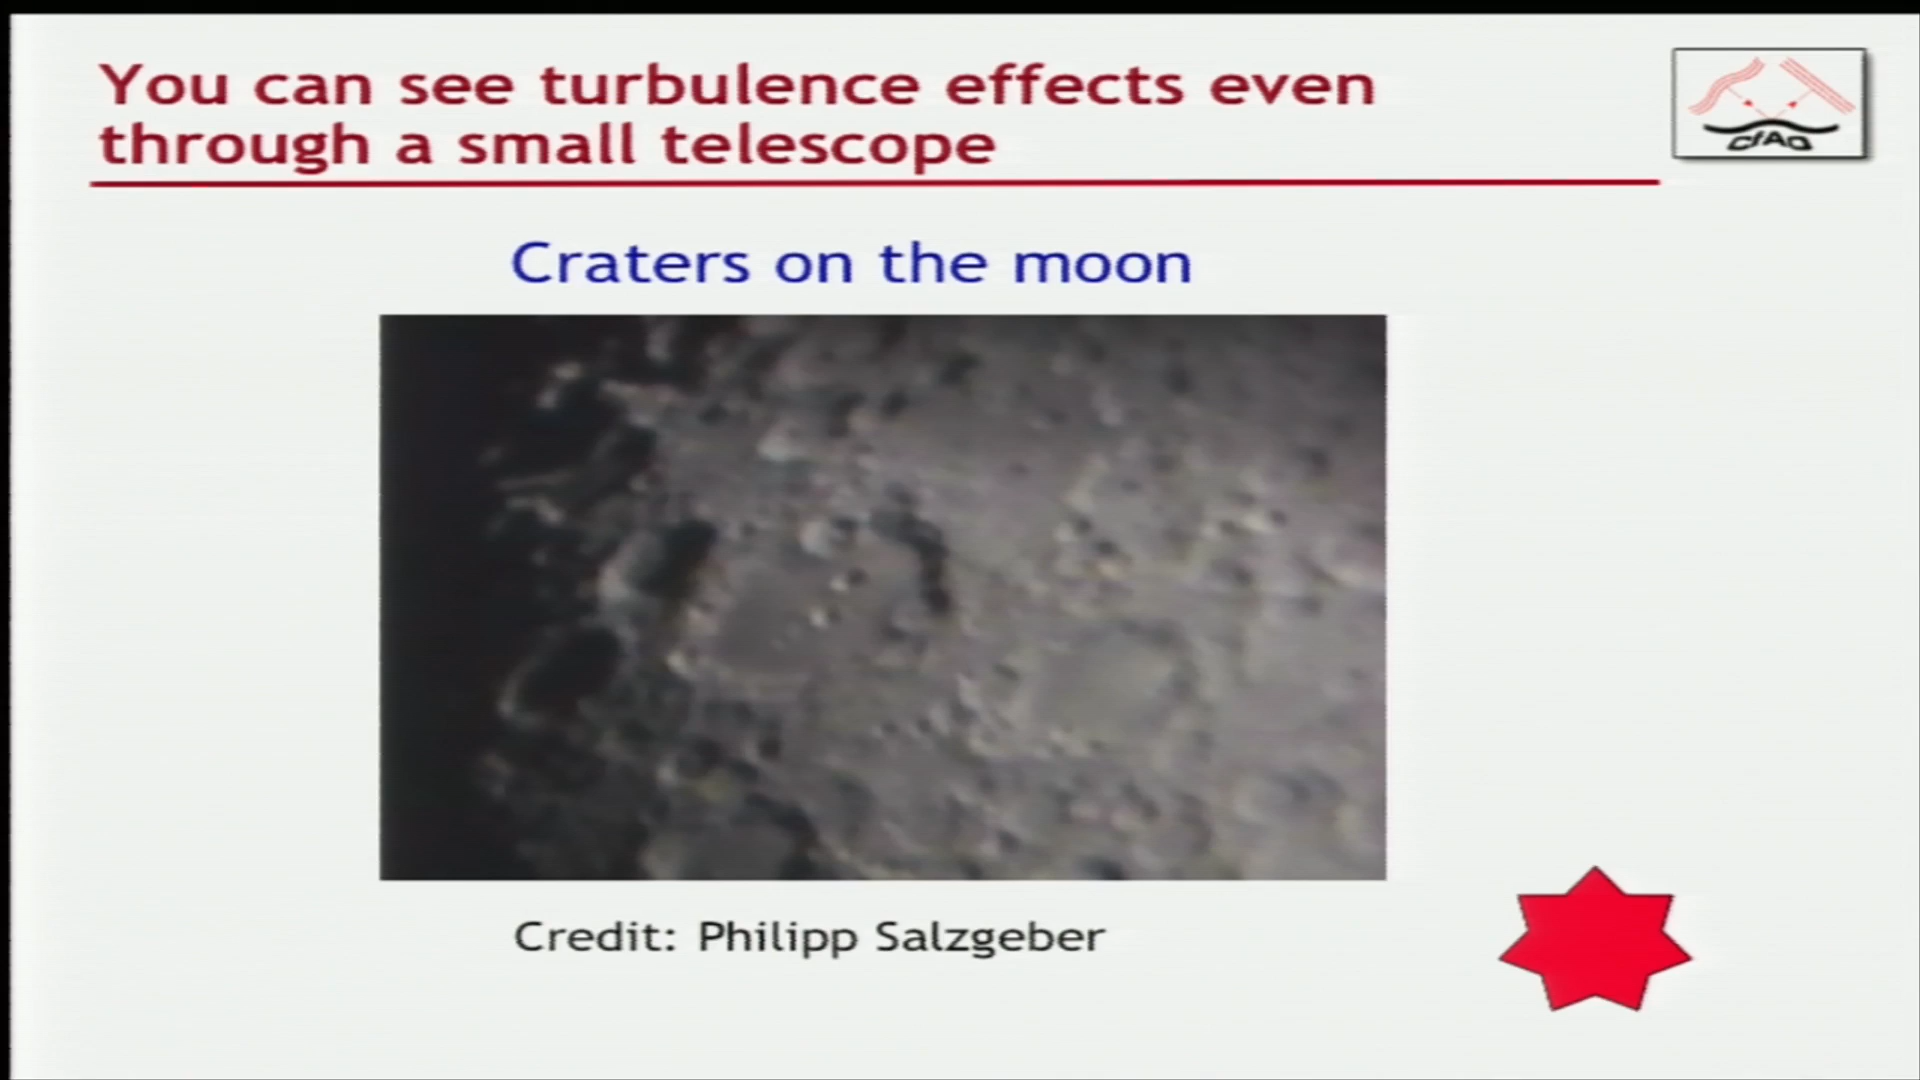 You can see turbulence effects even
through a small telescope
CfAO
Craters on the moon
Credit: Philipp Salzgeber